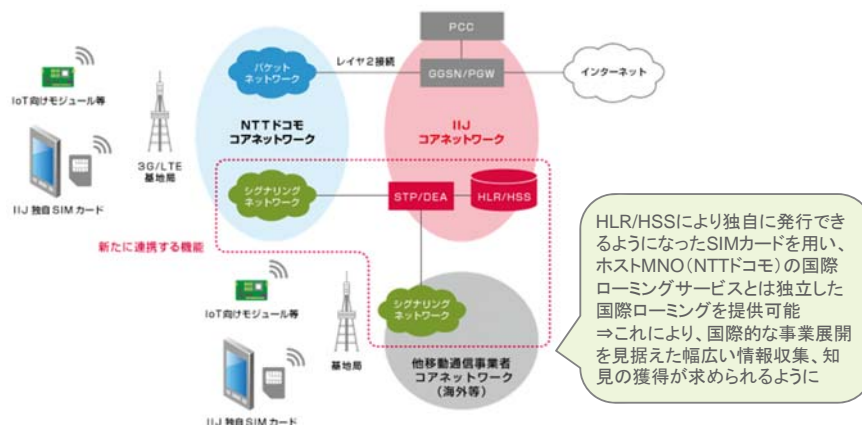 PCC
パケット
ネットワーク
レイヤ2接続
GGSN/PGW
インターネット
IoT向けモジュール等
NTTドコモ
コアネットワーク
IIJ
コアネットワーク
3G/LTE
基地局
IIJ 独自SIMカード
シグナリング
ネットワーク
STP/DEA
HLR/HSS
新たに連携する機能
HLR/HSSにより独自に発行でき
るようになったSIMカードを用い、
ホストMNO（NTTドコモ）の国際
ローミングサービスとは独立した
国際ローミングを提供可能
⇒これにより、国際的な事業展開
を見据えた幅広い情報収集、知
見の獲得が求められるように
シグナリング
ネットワーク
IoT向けモジュール等
基地局
他移動通信事業者
コアネットワーク
（海外等）
IIJ 独自SIMカード